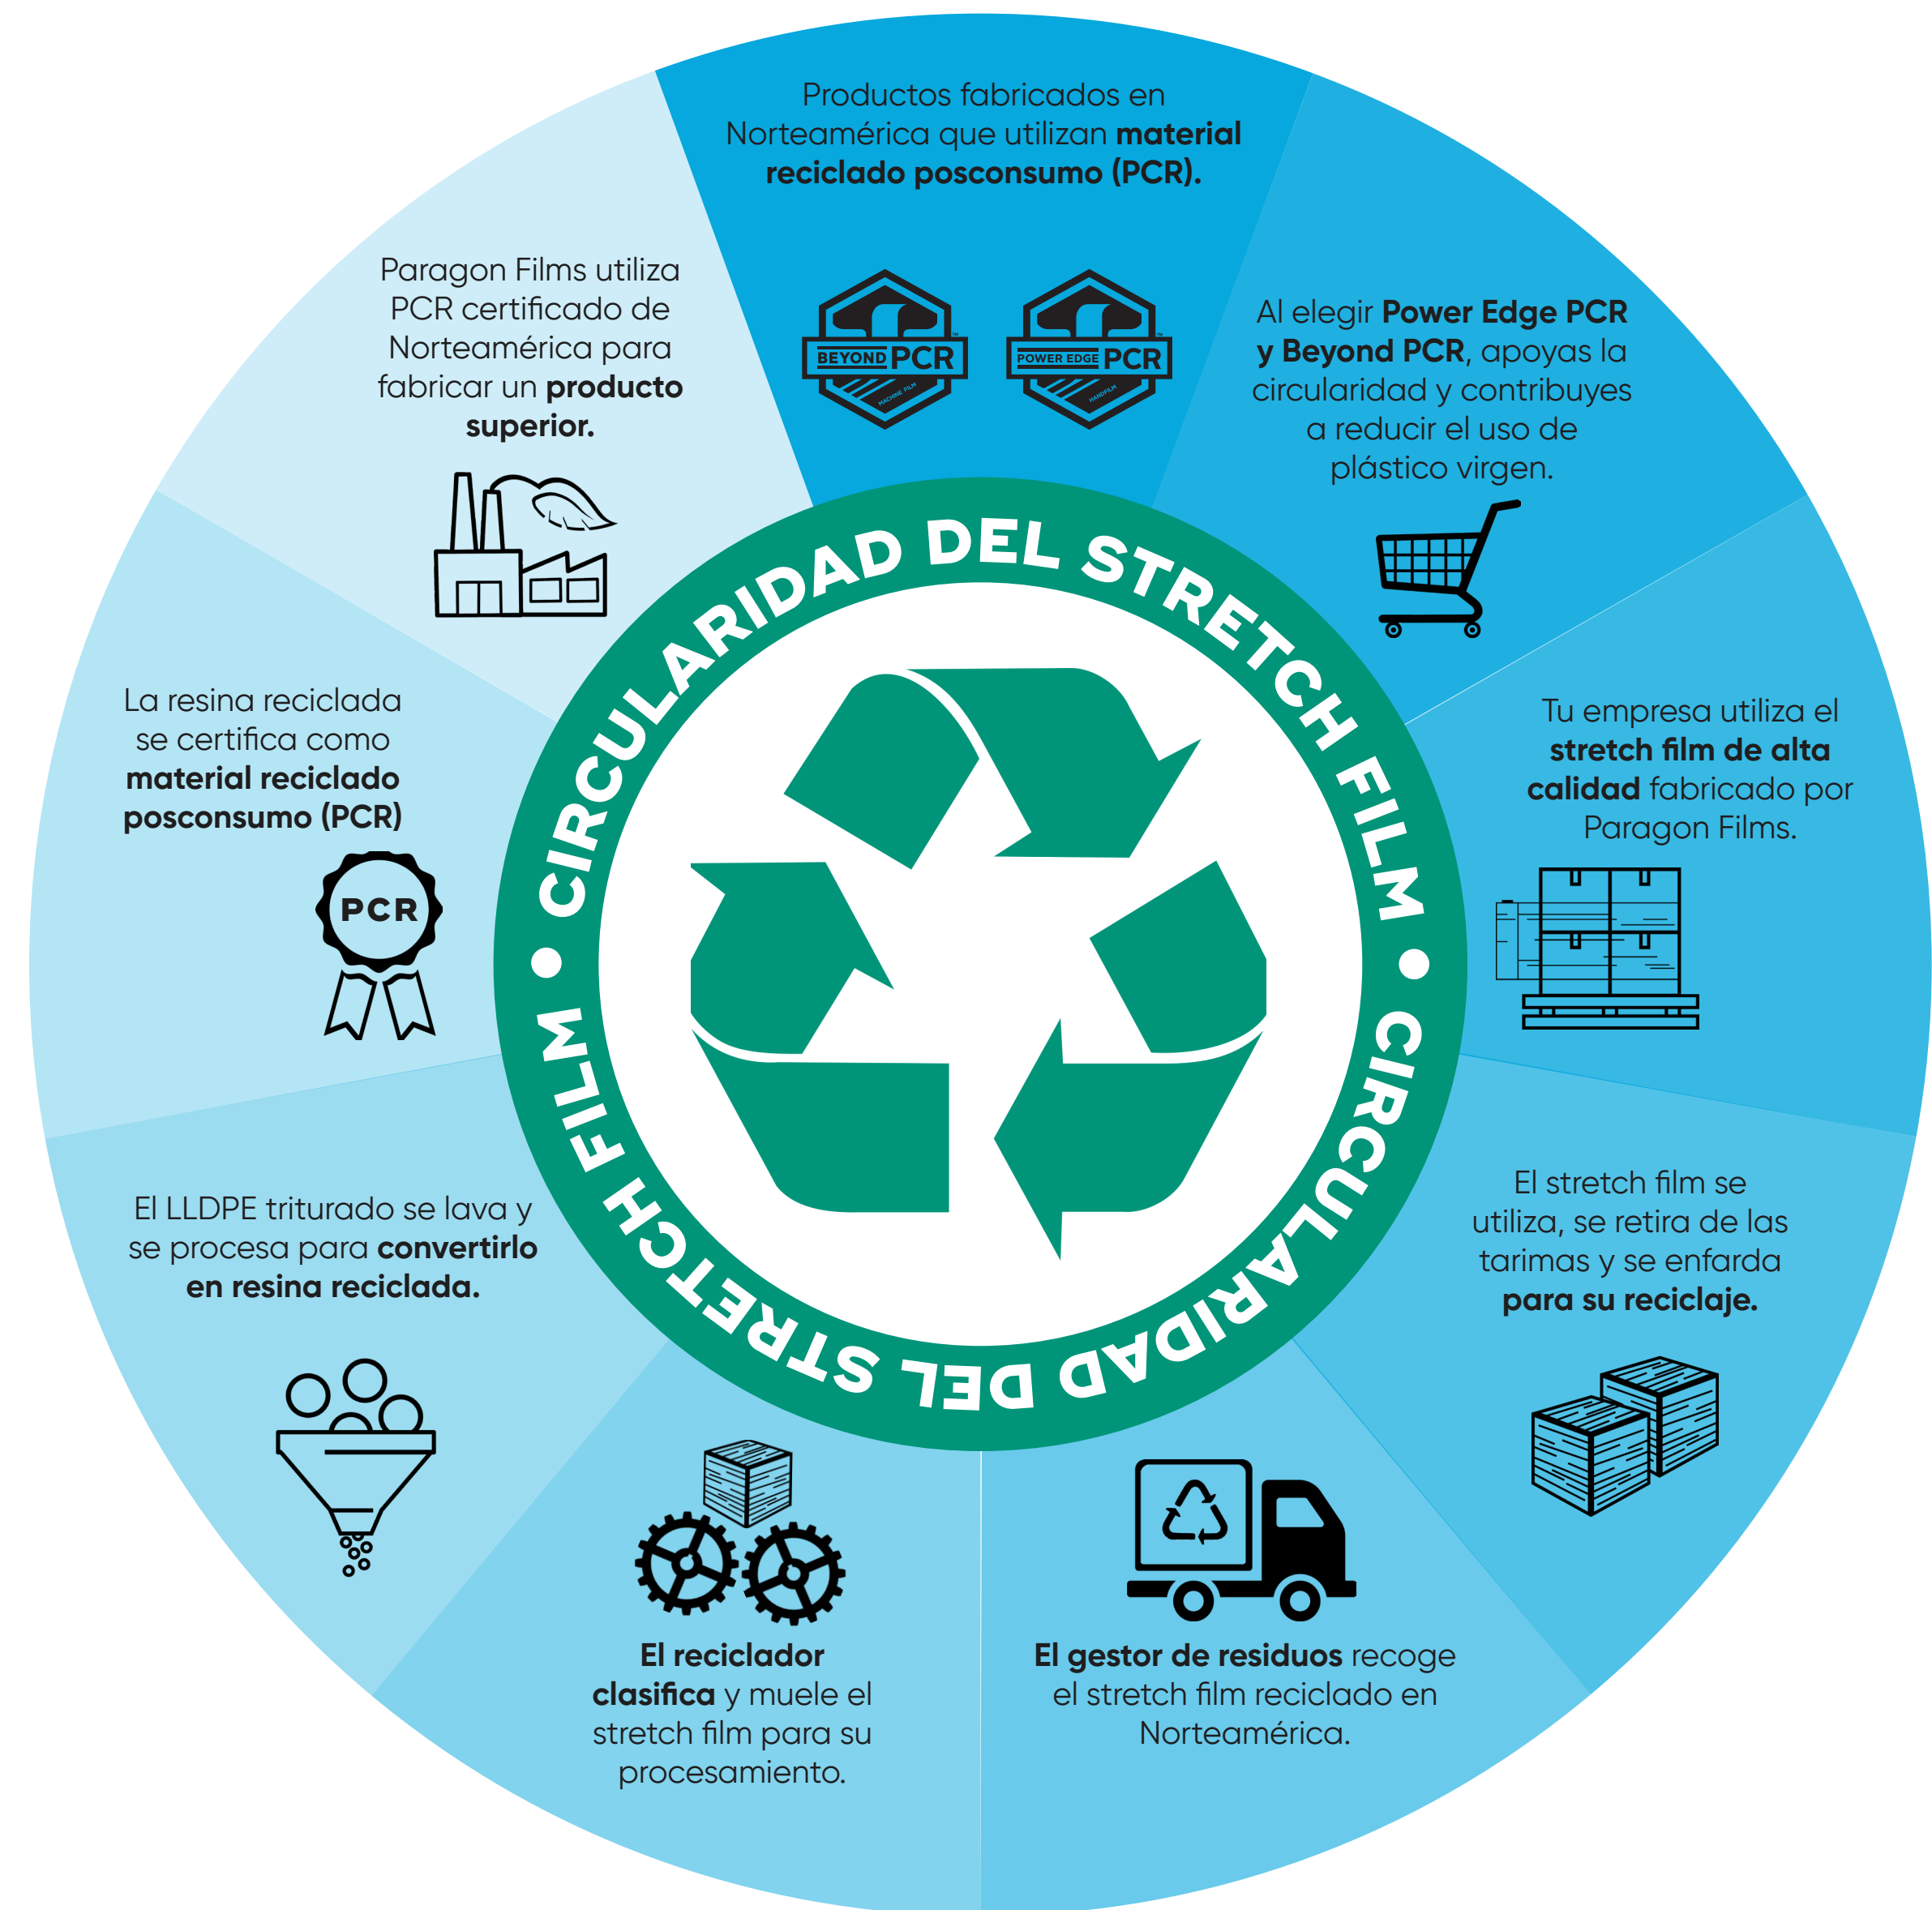 Productos fabricados en
Norteamérica que utilizan material
reciclado posconsumo (PCR).
BEYOND PCR
™
MACHINE FILM
POWER EDGE PCR
™
HANDFILM
Al elegir Power Edge PCR
y Beyond PCR, apoyas la
circularidad y contribuyes
a reducir el uso de
plástico virgen.
Tu empresa utiliza el
stretch film de alta
calidad fabricado por
Paragon Films.
El stretch film se
utiliza, se retira de las
tarimas y se enfarda
para su reciclaje.
El gestor de residuos recoge
el stretch film reciclado en
Norteamérica.
El reciclador
clasifica y muele el
stretch film para su
procesamiento.
El LLDPE triturado se lava y
se procesa para convertirlo
en resina reciclada.
La resina reciclada
se certifica como
material reciclado
posconsumo (PCR)
PCR
Paragon Films utiliza
PCR certificado de
Norteamérica para
fabricar un producto
superior.
CIRCULARIDAD DEL STRETCH FILM •
CIRCULARIDAD DEL STRETCH FILM •